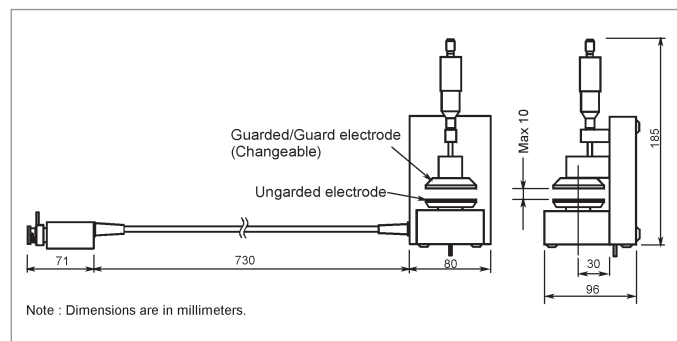 Guarded/Guard electrode
(Changeable)
Ungarded electrode
Max 10
185
71
730
80
30
96
Note : Dimensions are in millimeters.